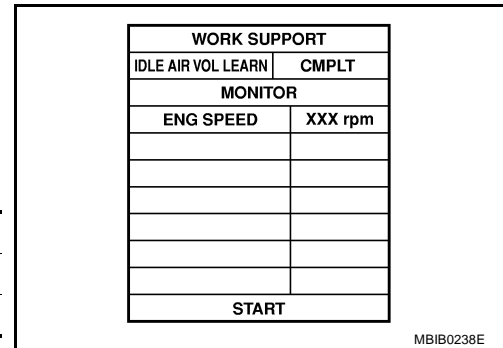 WORK SUPPORT
IDLE AIR VOL LEARN CMPLT
MONITOR
ENG SPEED XXX rpm
START
MBIB0238E